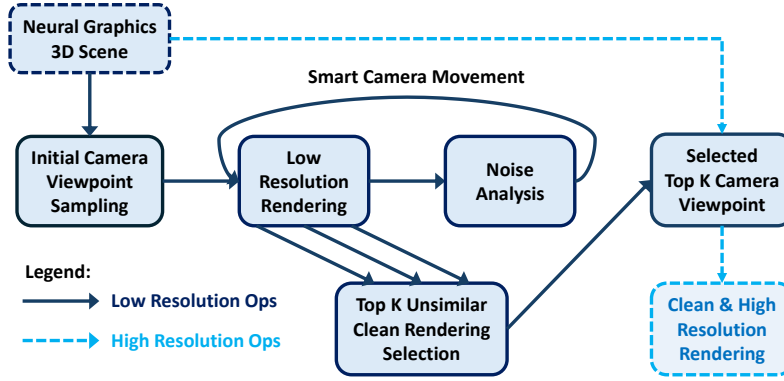 Neural Graphics
3D Scene
Smart Camera Movement
Initial Camera
Viewpoint
Sampling
Low
Resolution
Rendering
Noise
Analysis
Selected
Top K Camera
Viewpoint
Legend:
Low Resolution Ops
High Resolution Ops
Top K Unsimilar
Clean Rendering
Selection
Clean & High
Resolution
Rendering